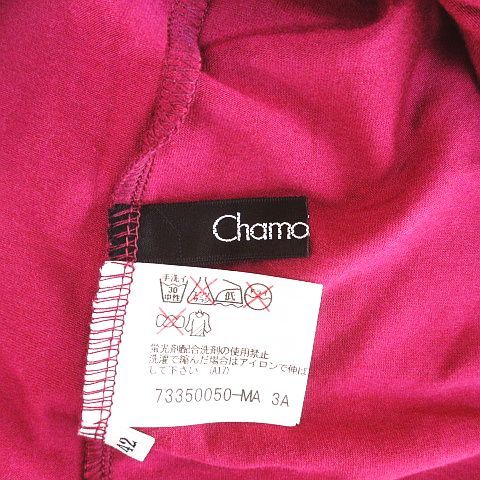 Chamo
手洗イ
30
中性
蛍光剤配合洗剤の使用禁止
洗濯で縮んだ場合はアイロンで伸ば
して下さい (A17)
73350050-MA 3A
42